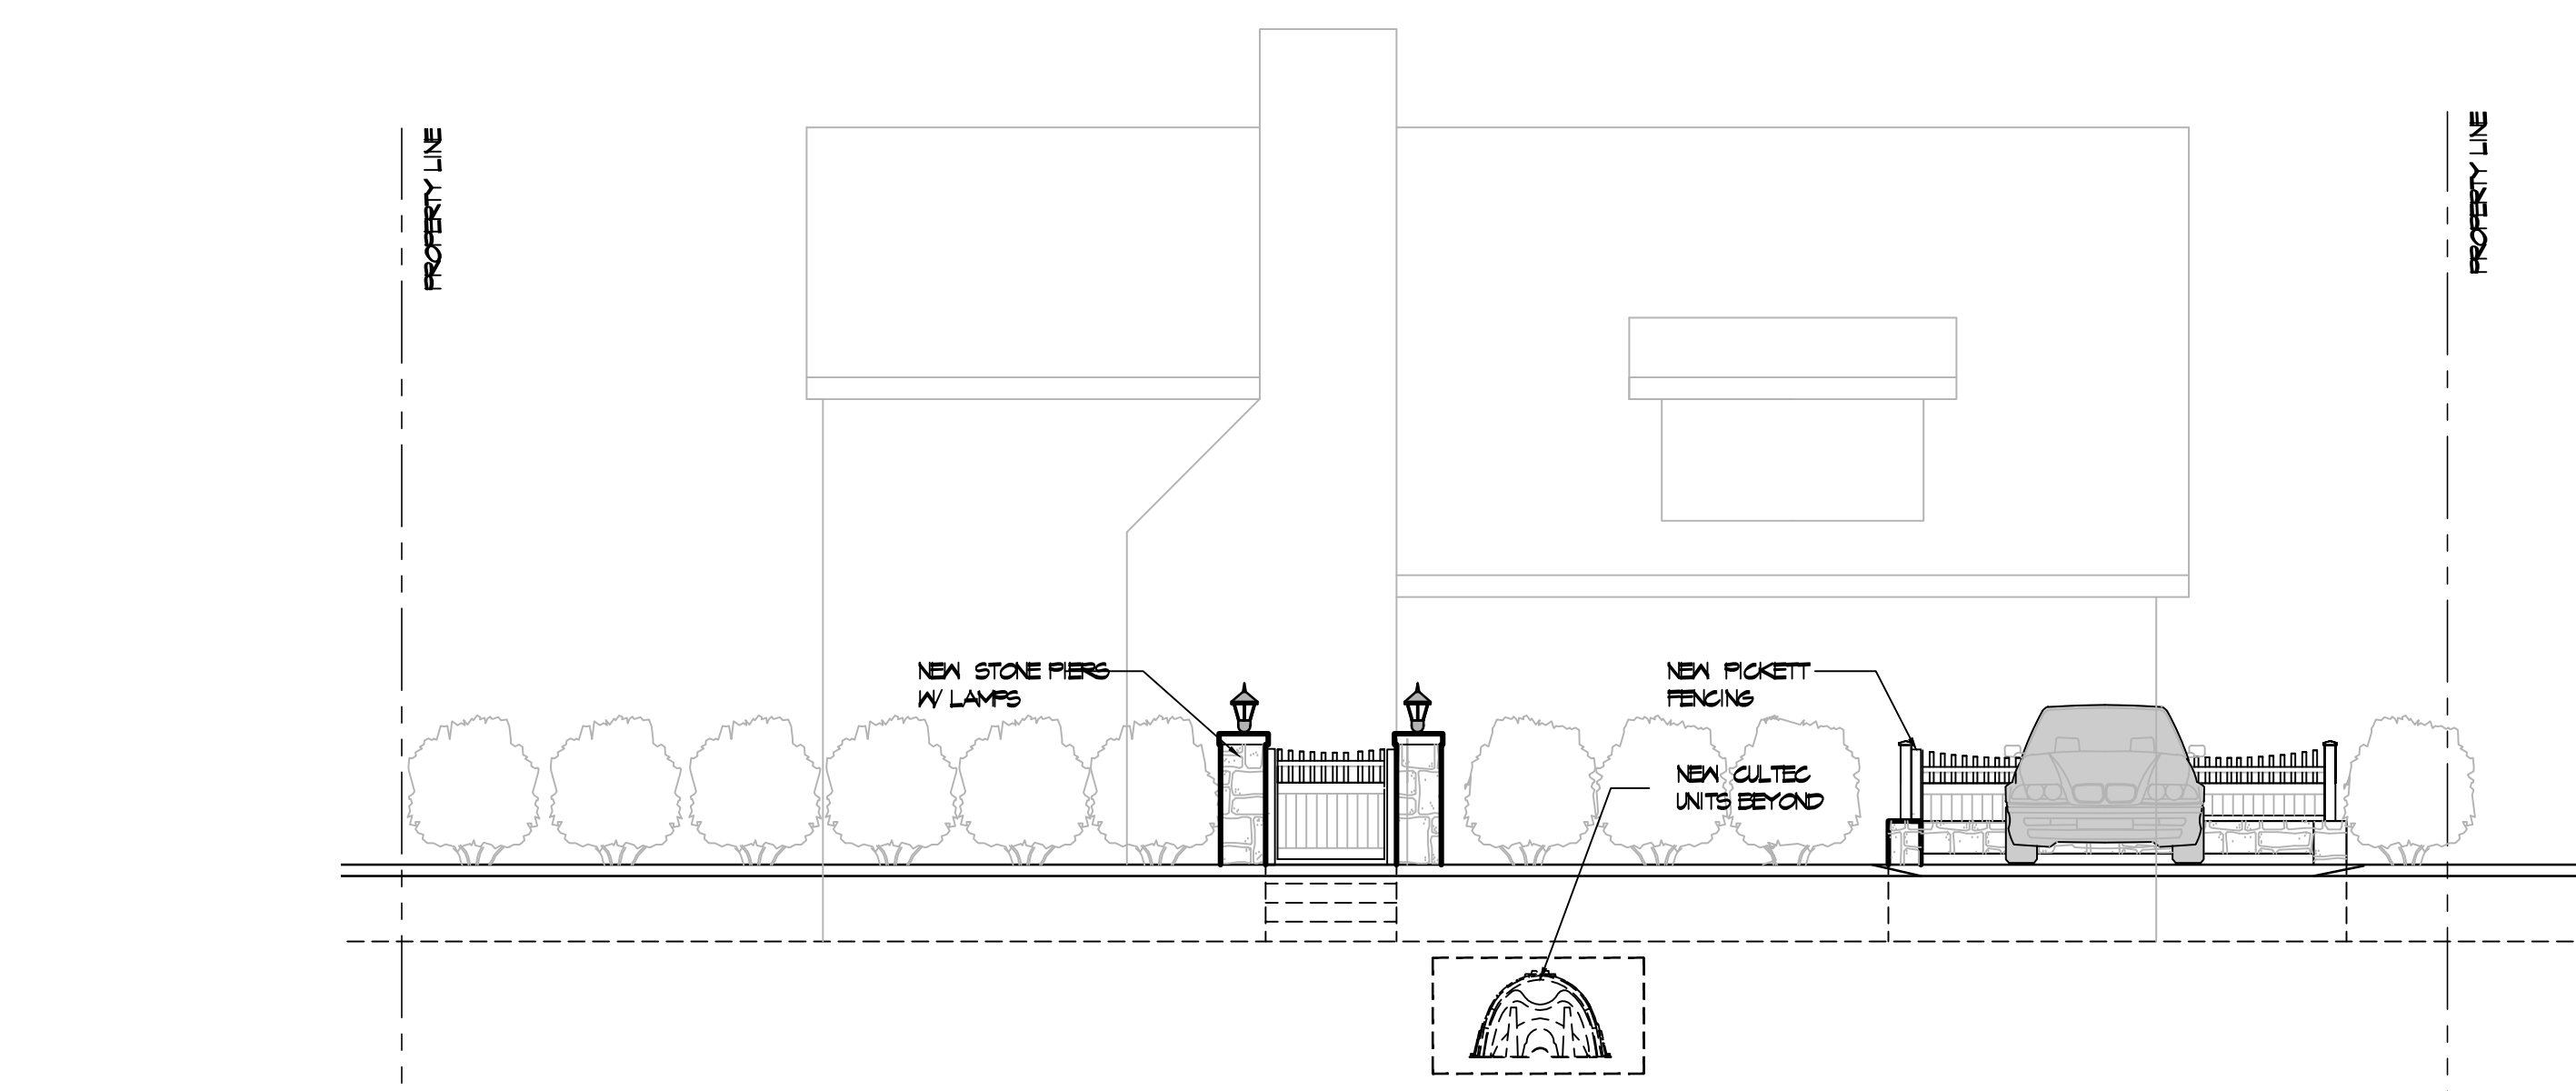 PROPERTY LINE
PROPERTY LINE
NEW STONE PIERS
W/ LAMPS
NEW PICKETT
FENCING
NEW CULTEC
UNITS BEYOND